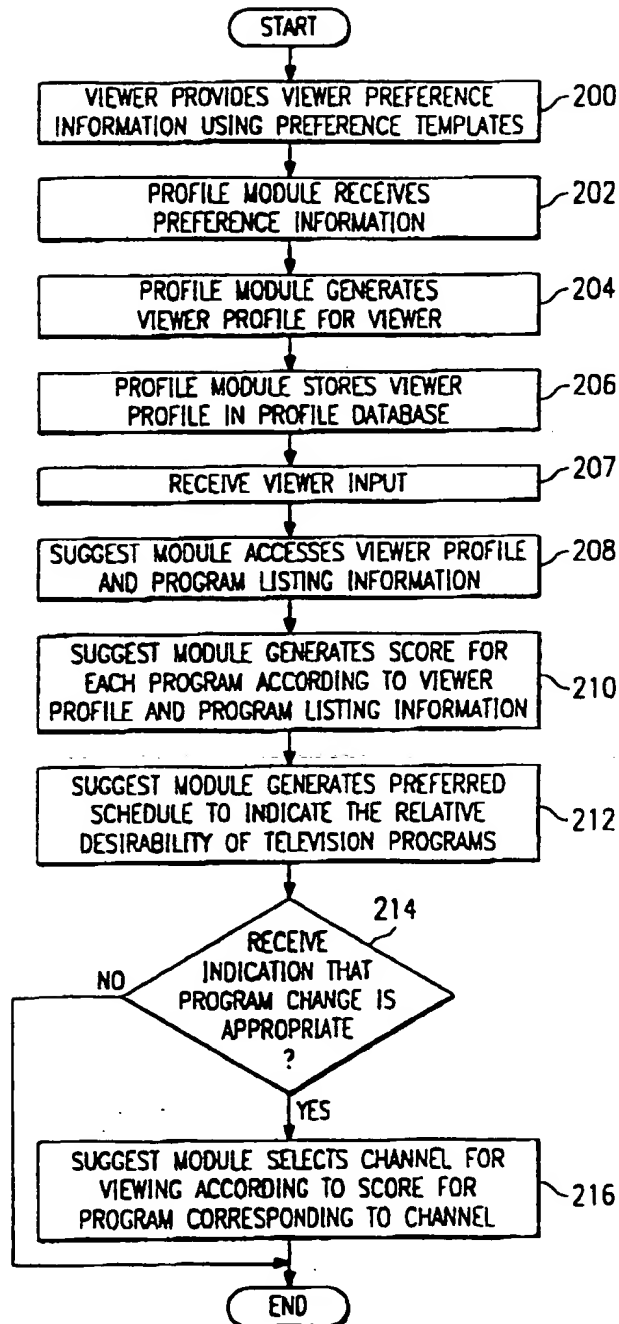 START
VIEWER PROVIDES VIEWER PREFERENCE
INFORMATION USING PREFERENCE TEMPLATES
200
PROFILE MODULE RECEIVES
PREFERENCE INFORMATION
202
PROFILE MODULE GENERATES
VIEWER PROFILE FOR VIEWER
204
PROFILE MODULE STORES VIEWER
PROFILE IN PROFILE DATABASE
206
RECEIVE VIEWER INPUT
207
SUGGEST MODULE ACCESSES VIEWER PROFILE
AND PROGRAM LISTING INFORMATION
208
SUGGEST MODULE GENERATES SCORE FOR
EACH PROGRAM ACCORDING TO VIEWER
PROFILE AND PROGRAM LISTING INFORMATION
210
SUGGEST MODULE GENERATES PREFERRED
SCHEDULE TO INDICATE THE RELATIVE
DESIRABILITY OF TELEVISION PROGRAMS
212
214
RECEIVE
INDICATION THAT
PROGRAM CHANGE IS
APPROPRIATE
?
NO
YES
SUGGEST MODULE SELECTS CHANNEL FOR
VIEWING ACCORDING TO SCORE FOR
PROGRAM CORRESPONDING TO CHANNEL
216
END